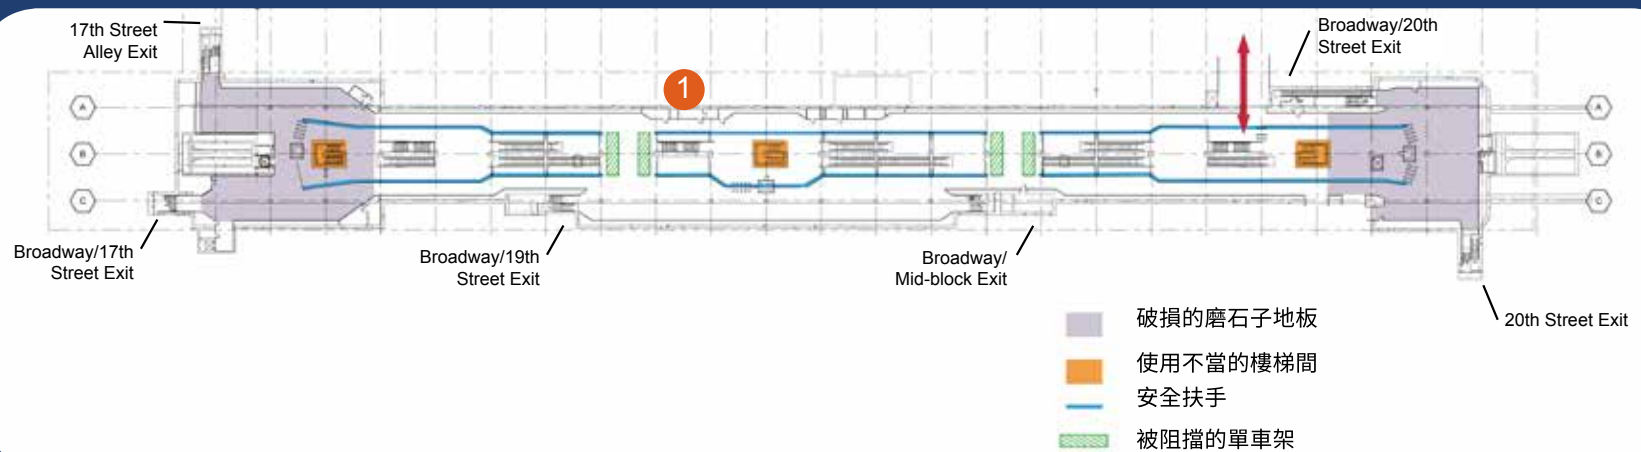 17th Street
Alley Exit
Broadway/20th
Street Exit
1
A
A
B
B
C
C
Broadway/17th
Street Exit
Broadway/19th
Street Exit
Broadway/
Mid-block Exit
20th Street Exit
破損的磨石子地板
使用不當的樓梯間
安全扶手
被阻擋的單車架